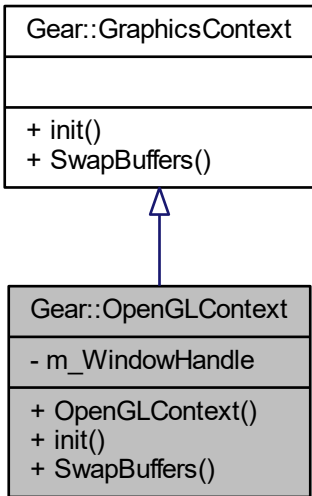 Gear::GraphicsContext
+ init()
+ SwapBuffers()
Gear::OpenGLContext
- m_WindowHandle
+ OpenGLContext()
+ init()
+ SwapBuffers()